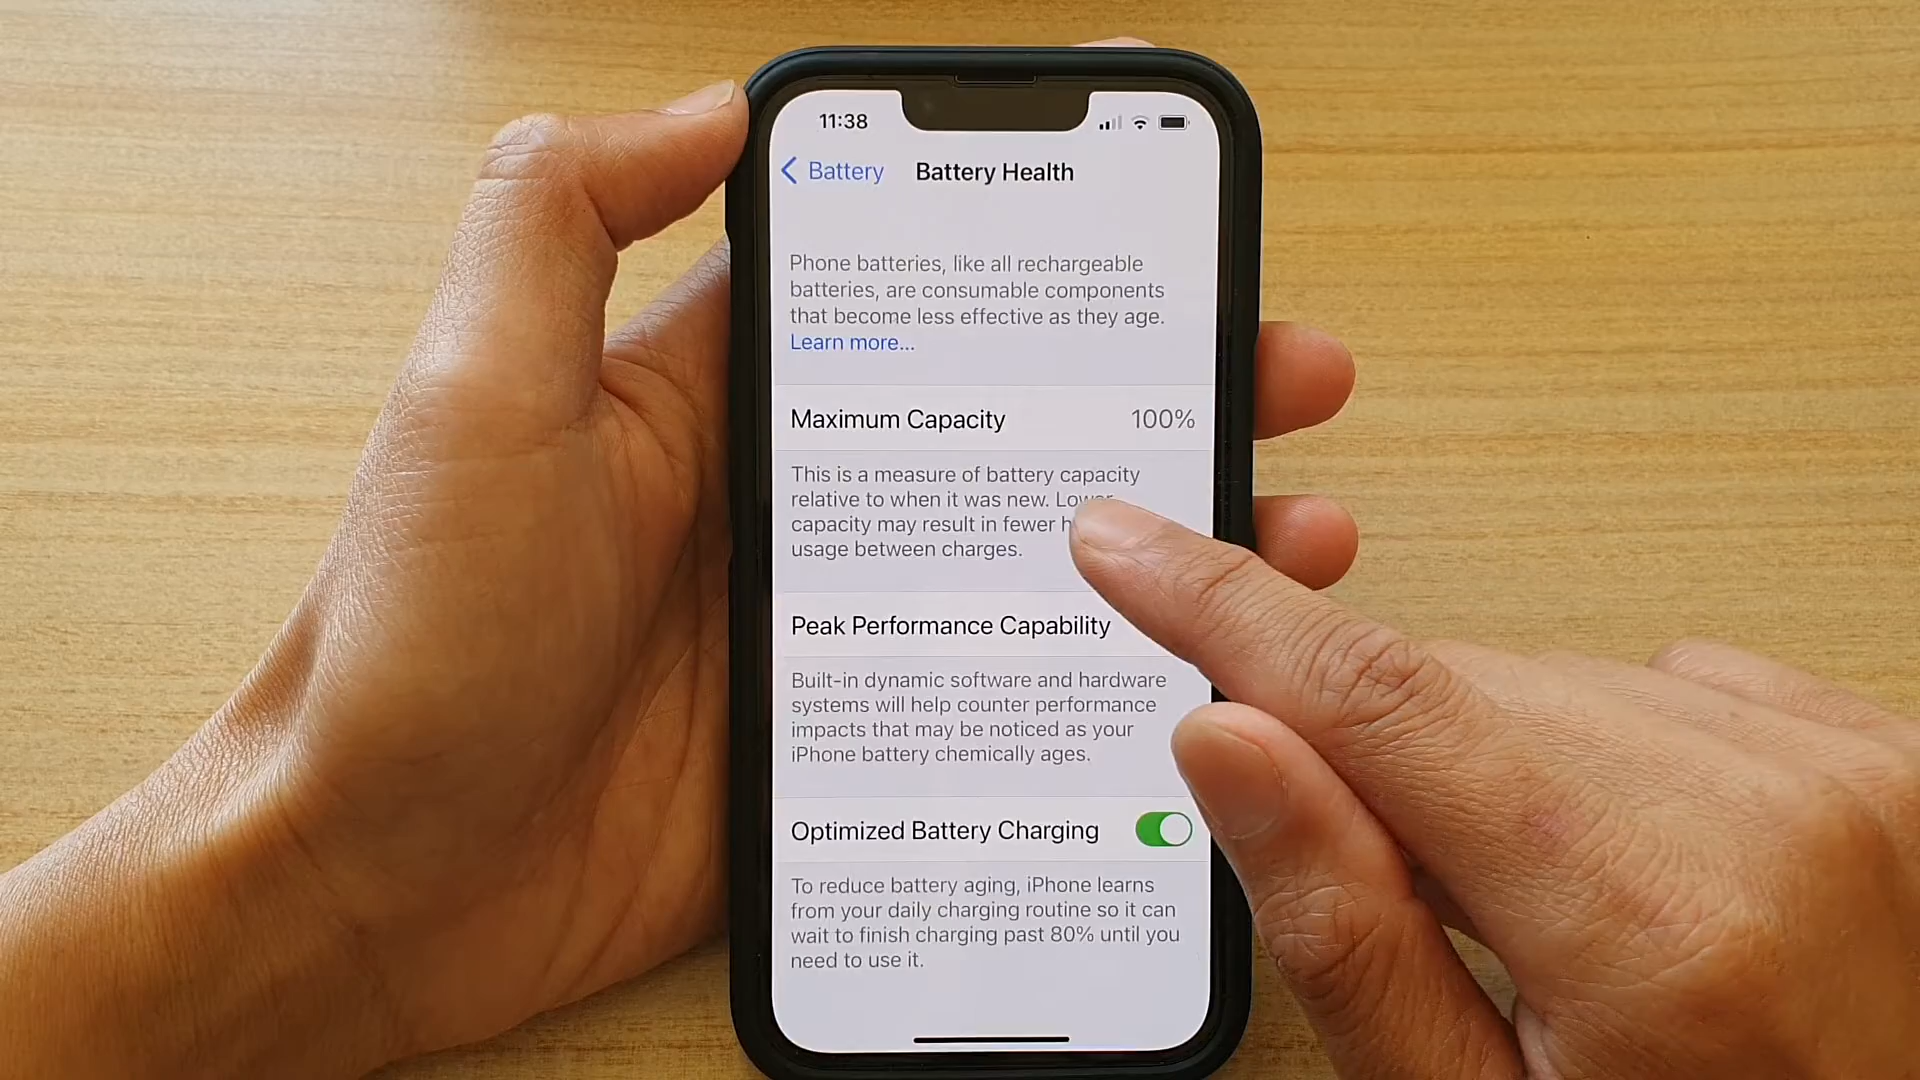 11:38
Battery Battery Health
Phone batteries, like all rechargeable
batteries, are consumable components
that become less effective as they age.
Learn more...
Maximum Capacity 100%
This is a measure of battery capacity
relative to when it was new. Lower
capacity may result in fewer
usage between charges.
Peak Performance Capability
Built-in dynamic software and hardware
systems will help counter performance
impacts that may be noticed as your
iPhone battery chemically ages.
Optimized Battery Charging
To reduce battery aging, iPhone learns
from your daily charging routine so it can
wait to finish charging past 80% until you
need to use it.